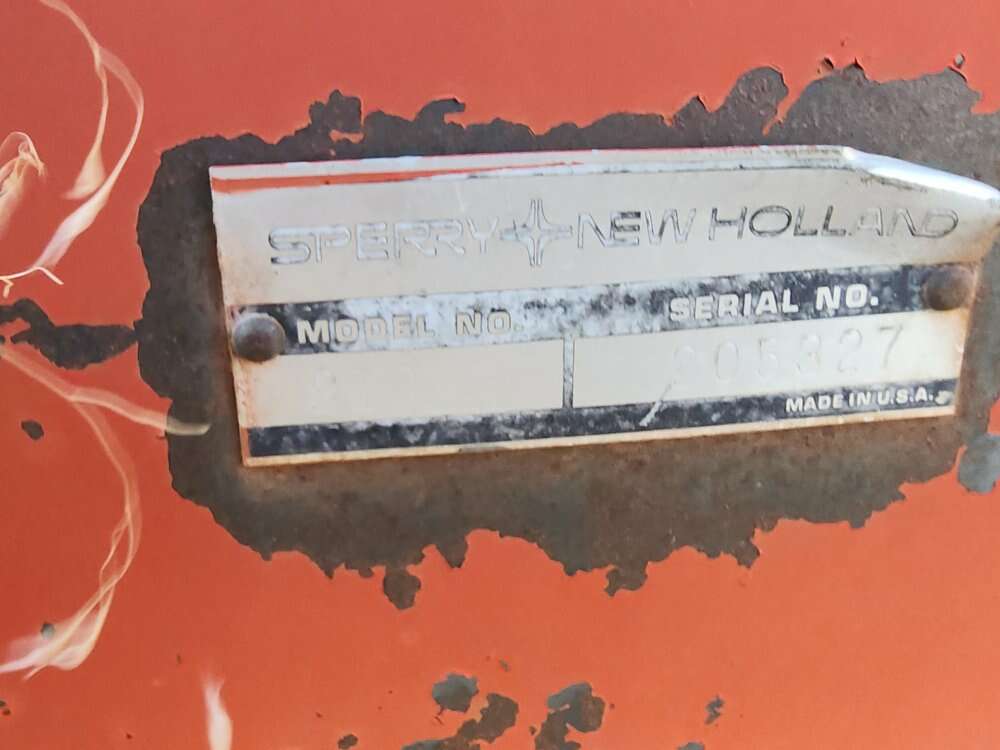 SPERRY NEW HOLLAND
MODEL NO. SERIAL NO.
MADE IN U.S.A.